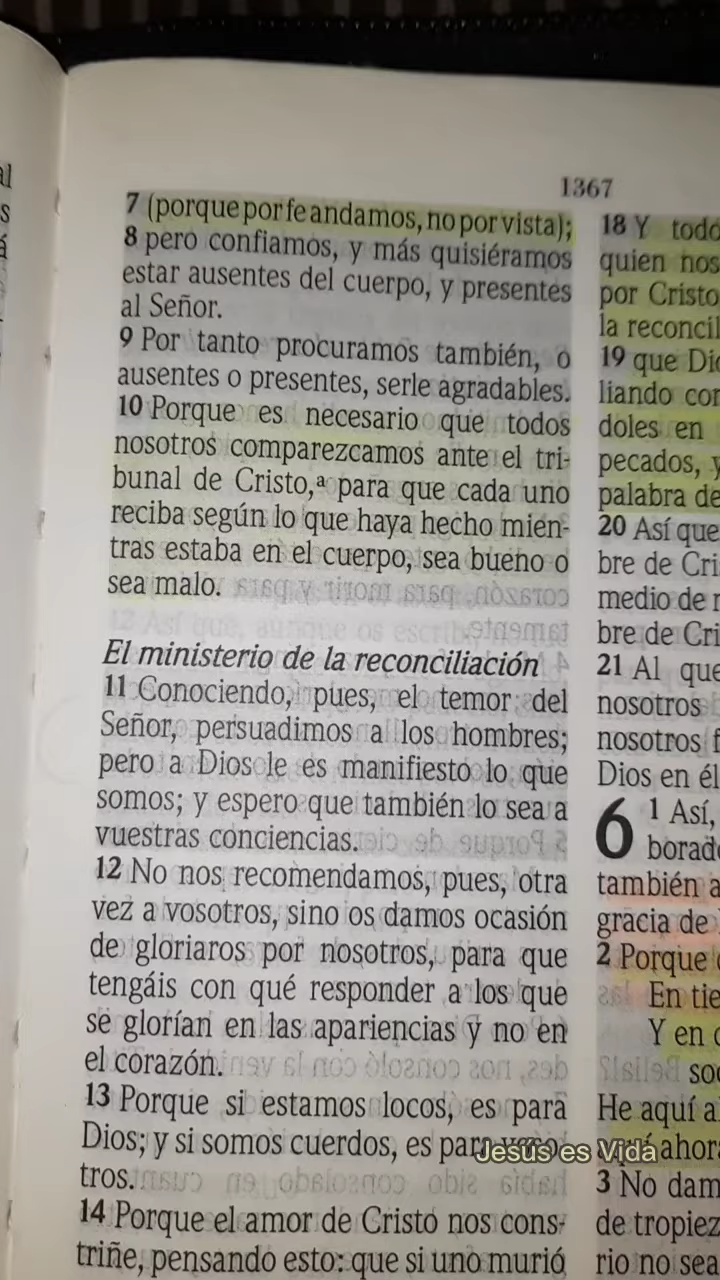 1367
7 (porque por fe andamos, no por vista);
8 pero confiamos, y más quisiéramos
estar ausentes del cuerpo, y presentes
al Señor.
9 Por tanto procuramos también, o
ausentes o presentes, serle agradables.
10 Porque es necesario que todos
nosotros comparezcamos ante el tri-
bunal de Cristo,ª para que cada uno
reciba según lo que haya hecho mien-
tras estaba en el cuerpo, sea bueno o
sea malo.
El ministerio de la reconciliación
11 Conociendo, pues, el temor del
Señor, persuadimos a los hombres;
pero a Dios le es manifiesto lo que
somos; y espero que también lo sea a
vuestras conciencias.
12 No nos recomendamos, pues, otra
vez a vosotros, sino os damos ocasión
de gloriaros por nosotros, para que
tengáis con qué responder a los que
se glorían en las apariencias y no en
el corazón.
13 Porque si estamos locos, es para
Dios; y si somos cuerdos, es para
tros.
14 Porque el amor de Cristo nos cons-
triñe, pensando esto: que si uno murió
18 Y todo
quien nos
por Cristo
la reconcil
19 que Dio
liando con
doles en
pecados, y
palabra de
20 Así que
bre de Cri
medio de
bre de Cri
21 Al que
nosotros
nosotros f
Dios en él
6 1 Así,
borado
también a
gracia de
2 Porque
En tie
Y en
soc
He aquí a
ahora
3 No dam
de tropiez
rio no sea
Jesús es Vida